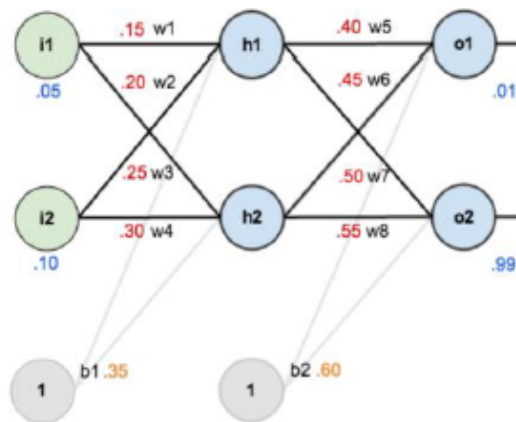 i1 .15 w1 h1 .40 w5 o1
.05 .20 w2 .45 w6 .01
.25 w3 .50 w7
i2 .30 w4 h2 .55 w8 o2
.10 .99
1 b1 .35 1 b2 .60